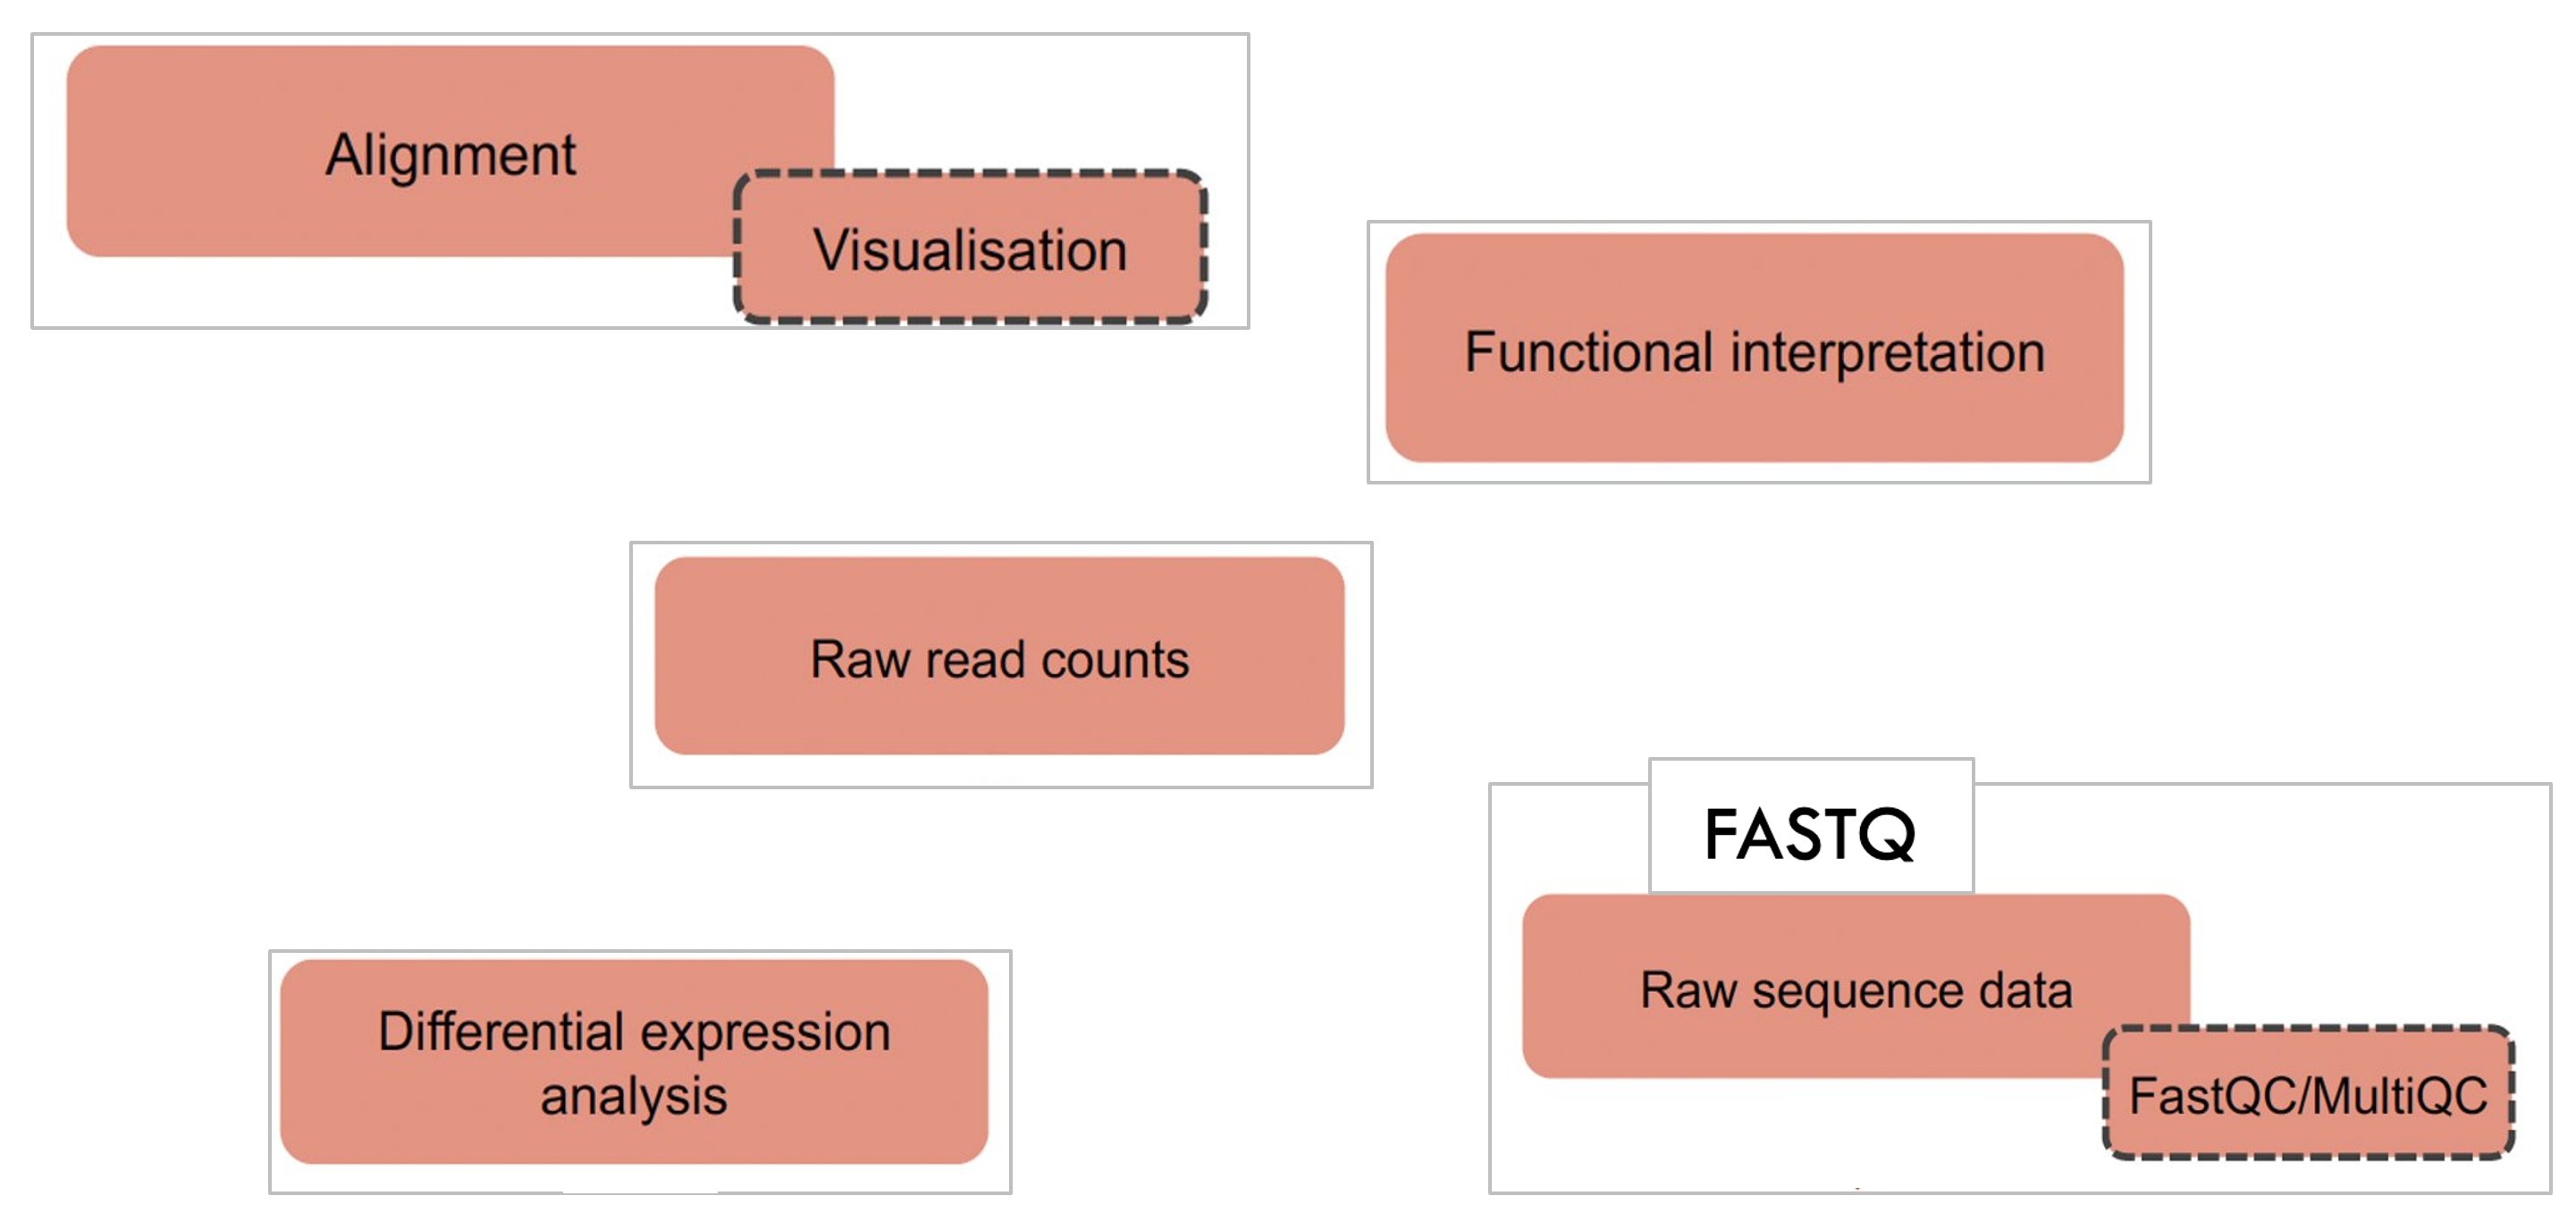 Alignment
Visualisation
Functional interpretation
Raw read counts
FASTQ
Raw sequence data
FastQC/MultiQC
Differential expression
analysis